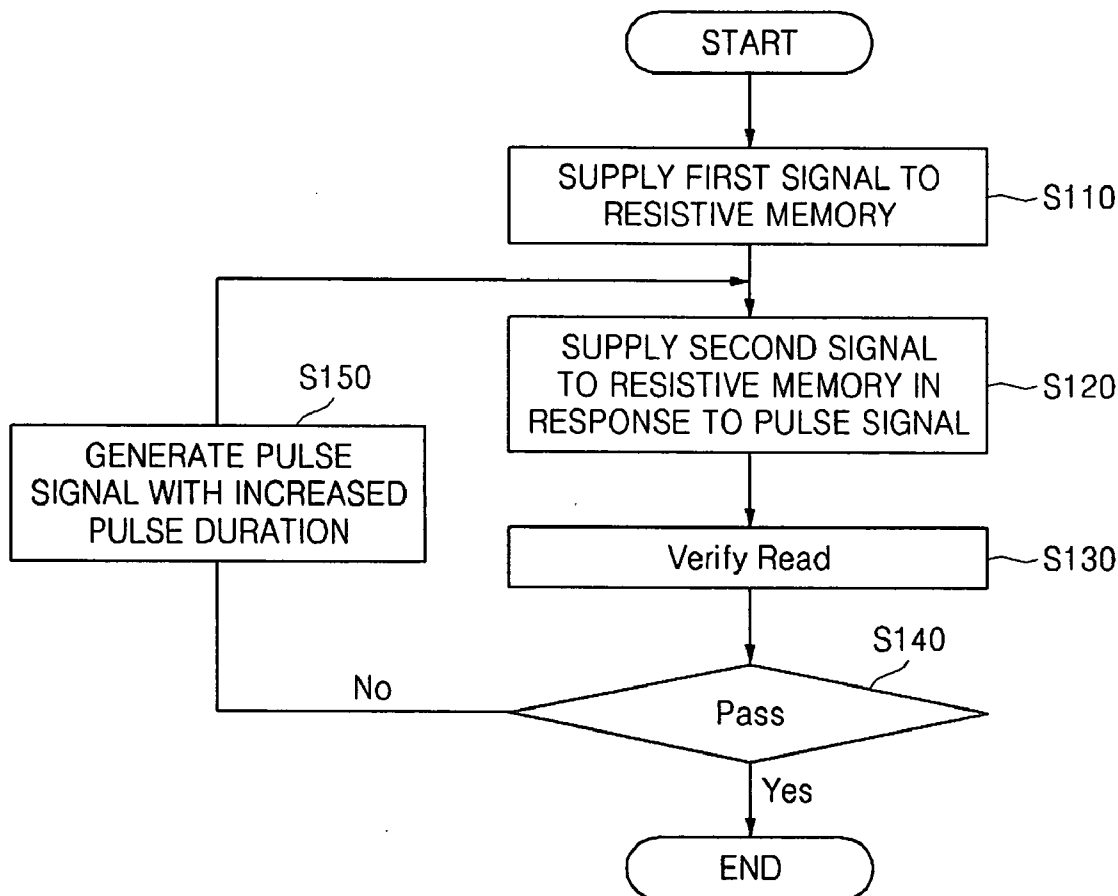 START
SUPPLY FIRST SIGNAL TO
RESISTIVE MEMORY
S110
SUPPLY SECOND SIGNAL
TO RESISTIVE MEMORY IN
RESPONSE TO PULSE SIGNAL
S120
S150
GENERATE PULSE
SIGNAL WITH INCREASED
PULSE DURATION
Verify Read
S130
S140
No
Pass
Yes
END